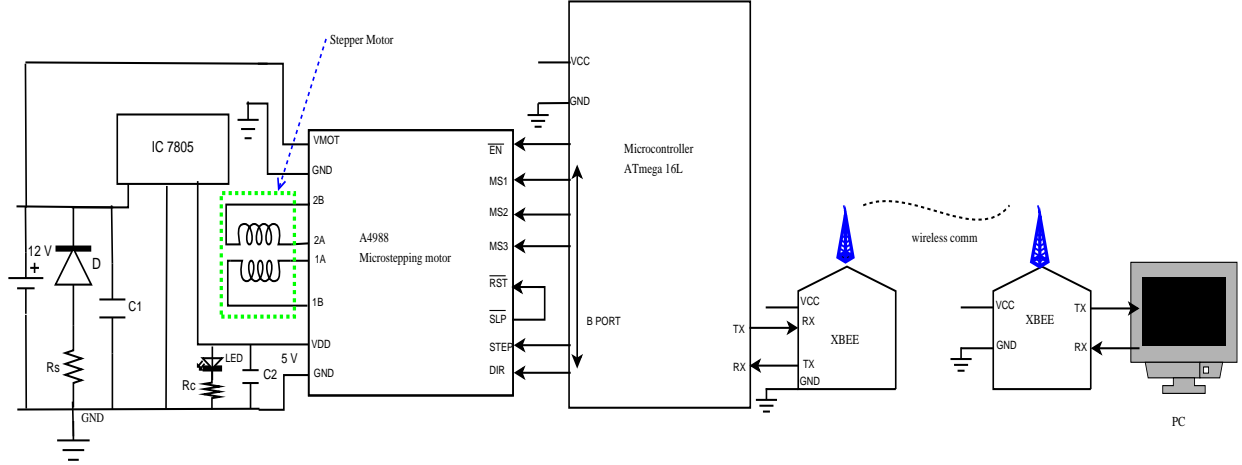 Stepper Motor
VCC
GND
IC 7805
VMOT
GND
2B
2A
1A
1B
VDD
GND
A4988
Microstepping motor
EN
MS1
MS2
MS3
RST
SLP
STEP
DIR
Microcontroller
ATmega 16L
B PORT
TX
RX
12 V
+
D
C1
Rs
GND
LED
Rc
C2
5 V
VCC
RX
XBEE
TX
GND
wireless comm
VCC
XBEE
TX
GND
RX
PC